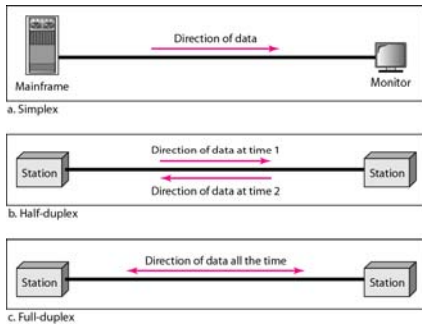 Direction of data
Mainframe
Monitor
a. Simplex
Direction of data at time 1
Station
Station
Direction of data at time 2
b. Half-duplex
Direction of data all the time
Station
Station
c. Full-duplex